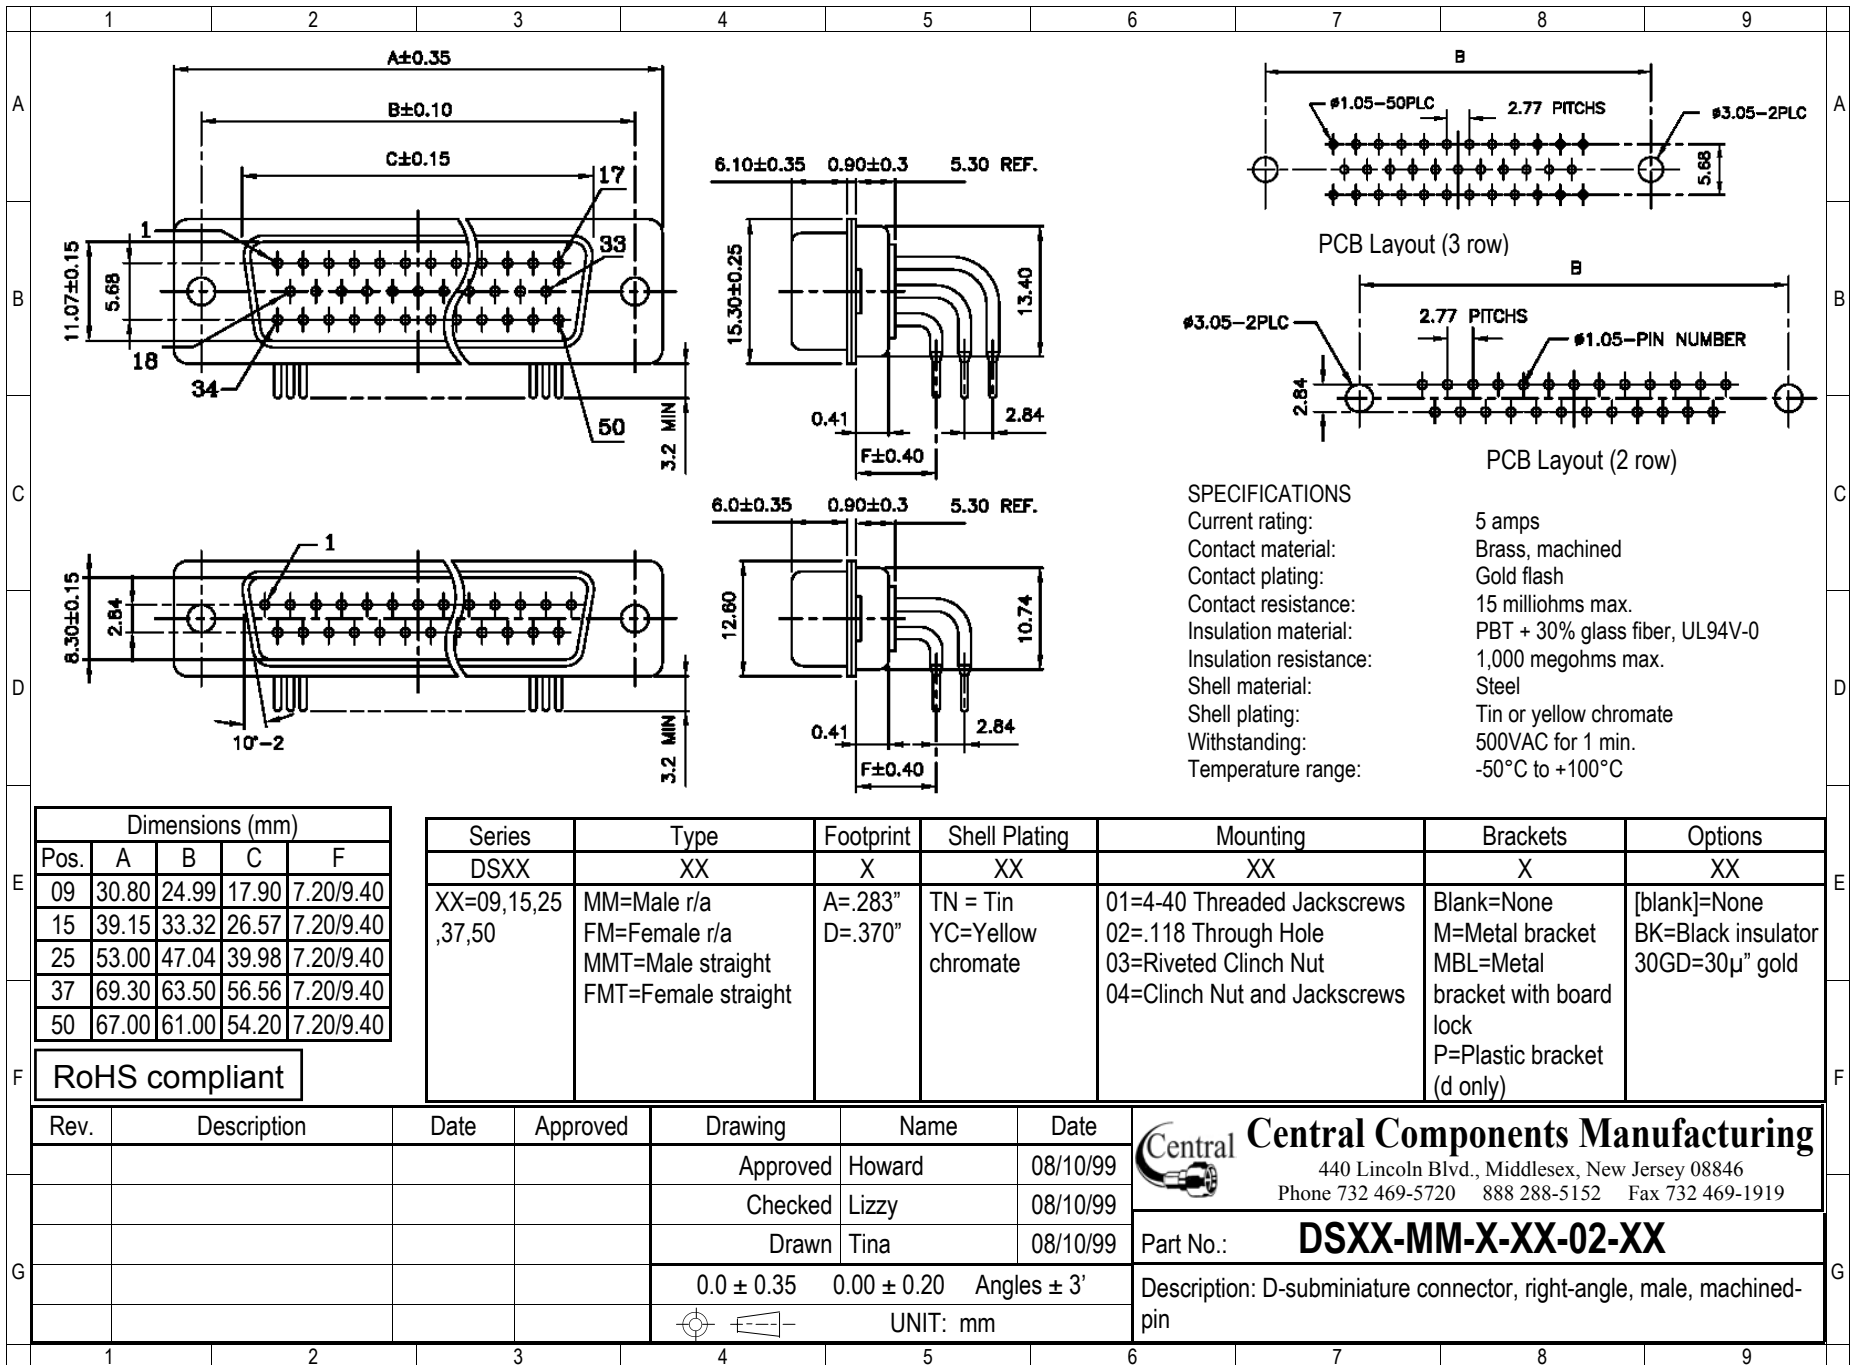 1 2 3 4 5 6 7 8 9
A A
B B
C C
D D
E E
F F
G G
A±0.35
B±0.10
C±0.15
17
1
33
11.07±0.15
5.68
18
34
50
3.2 MIN
6.10±0.35 0.90±0.3 5.30 REF.
15.30±0.25
13.40
0.41
2.84
F±0.40
B
ø1.05-50PLC
2.77 PITCHS
ø3.05-2PLC
5.68
PCB Layout (3 row)
B
ø3.05-2PLC
2.77 PITCHS
ø1.05-PIN NUMBER
2.84
PCB Layout (2 row)
1
8.30±0.15
2.84
10°-2
3.2 MIN
6.0±0.35 0.90±0.3 5.30 REF.
12.60
10.74
0.41
2.84
F±0.40
SPECIFICATIONS
Current rating: 5 amps
Contact material: Brass, machined
Contact plating: Gold flash
Contact resistance: 15 milliohms max.
Insulation material: PBT + 30% glass fiber, UL94V-0
Insulation resistance: 1,000 megohms max.
Shell material: Steel
Shell plating: Tin or yellow chromate
Withstanding: 500VAC for 1 min.
Temperature range: -50°C to +100°C
Dimensions (mm)
Pos. A B C F
09 30.80 24.99 17.90 7.20/9.40
15 39.15 33.32 26.57 7.20/9.40
25 53.00 47.04 39.98 7.20/9.40
37 69.30 63.50 56.56 7.20/9.40
50 67.00 61.00 54.20 7.20/9.40
RoHS compliant
Series Type Footprint Shell Plating Mounting Brackets Options
DSXX XX X XX XX X XX
XX=09,15,25 MM=Male r/a A=.283” TN = Tin 01=4-40 Threaded Jackscrews Blank=None [blank]=None
,37,50 FM=Female r/a D=.370” YC=Yellow 02=.118 Through Hole M=Metal bracket BK=Black insulator
MMT=Male straight chromate 03=Riveted Clinch Nut MBL=Metal 30GD=30µ” gold
FMT=Female straight 04=Clinch Nut and Jackscrews bracket with board
lock
P=Plastic bracket
(d only)
Rev. Description Date Approved
Drawing Name Date
Approved Howard 08/10/99
Checked Lizzy 08/10/99
Drawn Tina 08/10/99
0.0 ± 0.35 0.00 ± 0.20 Angles ± 3’
UNIT: mm
Central
Central Components Manufacturing
440 Lincoln Blvd., Middlesex, New Jersey 08846
Phone 732 469-5720 888 288-5152 Fax 732 469-1919
Part No.: DSXX-MM-X-XX-02-XX
Description: D-subminiature connector, right-angle, male, machined-
pin
1 2 3 4 5 6 7 8 9